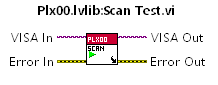 Plx00.lvlib:Scan Test.vi
VISA In PLX00 VISA Out
Error In SCAN Error Out